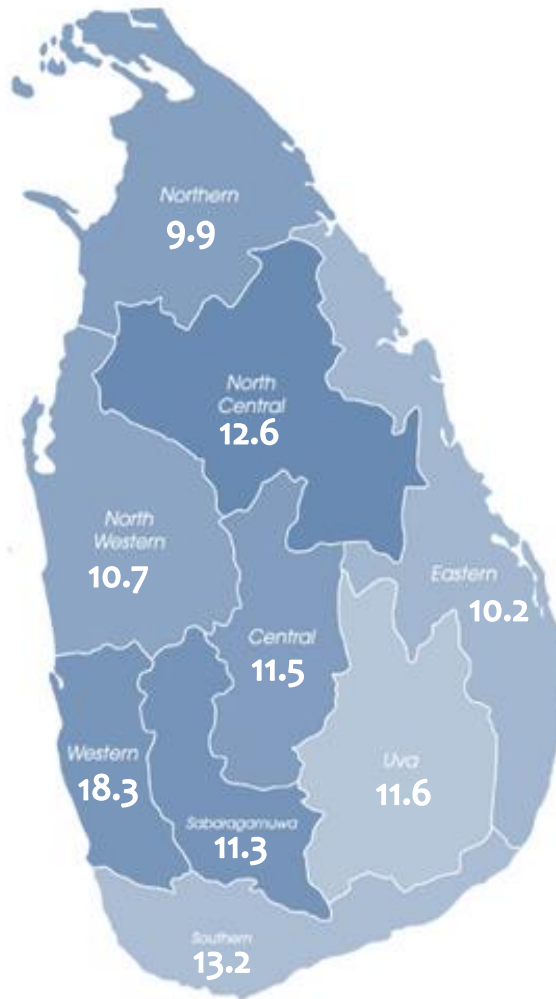 Northern
9.9
North
Central
12.6
North
Western
10.7
Eastern
10.2
Central
11.5
Western
18.3
Uva
11.6
Sabaragamuwa
11.3
Southern
13.2